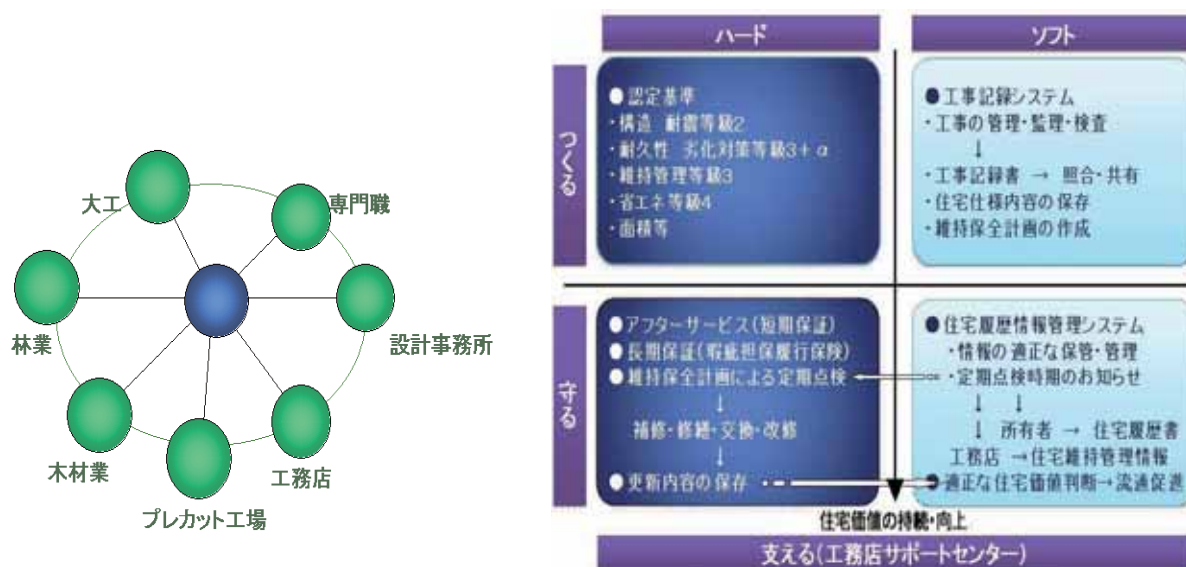 大工
専門職
林業
設計事務所
木材業
工務店
プレカット工場
ハード
ソフト
つくる
●認定基準
・構造 耐震等級2
・耐久性 劣化対策等級3+α
・維持管理等級3
・省エネ等級4
・面積等
●工事記録システム
・工事の管理・監理・検査
↓
・工事記録書 → 照合・共有
・住宅仕様内容の保存
・維持保全計画の作成
守る
●アフターサービス(短期保証)
●長期保証(瑕疵担保履行保険)
●維持保全計画による定期点検
↓
補修・修繕・交換・改修
↓
●更新内容の保存
●住宅履歴情報管理システム
・情報の適正な保管・管理
・定期点検時期のお知らせ
↓ ↓
↓ 所有者 → 住宅履歴書
工務店 →住宅維持管理情報
●適正な住宅価値判断→流通促進
住宅価値の持続・向上
支える(工務店サポートセンター)